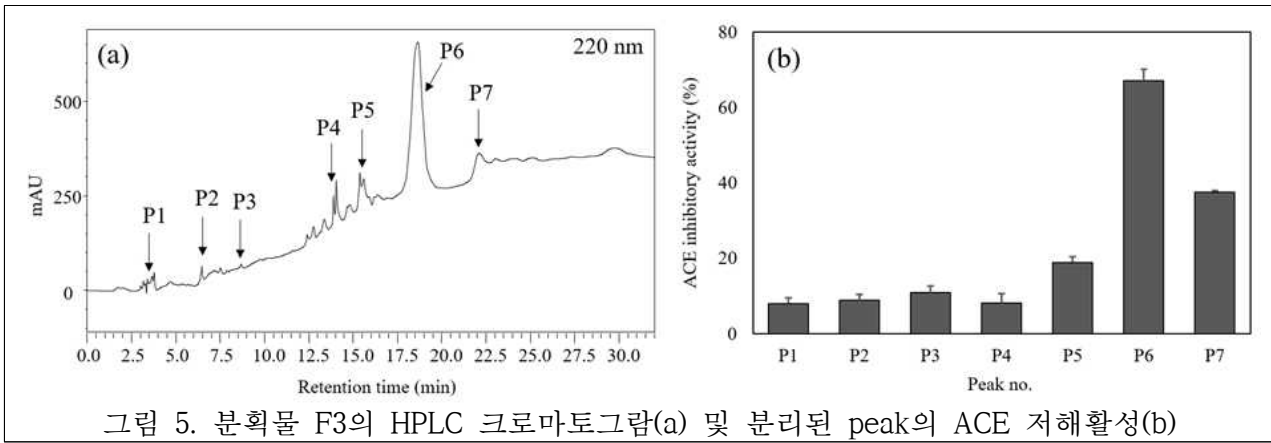 (a)
220 nm
P6
P7
P4
P5
P1
P2
P3
500
250
0
mAU
0.0 2.5 5.0 7.5 10.0 12.5 15.0 17.5 20.0 22.5 25.0 27.5 30.0
Retention time (min)
(b)
80
60
40
20
0
ACE inhibitory activity (%)
P1 P2 P3 P4 P5 P6 P7
Peak no.
그림 5. 분획물 F3의 HPLC 크로마토그람(a) 및 분리된 peak의 ACE 저해활성(b)